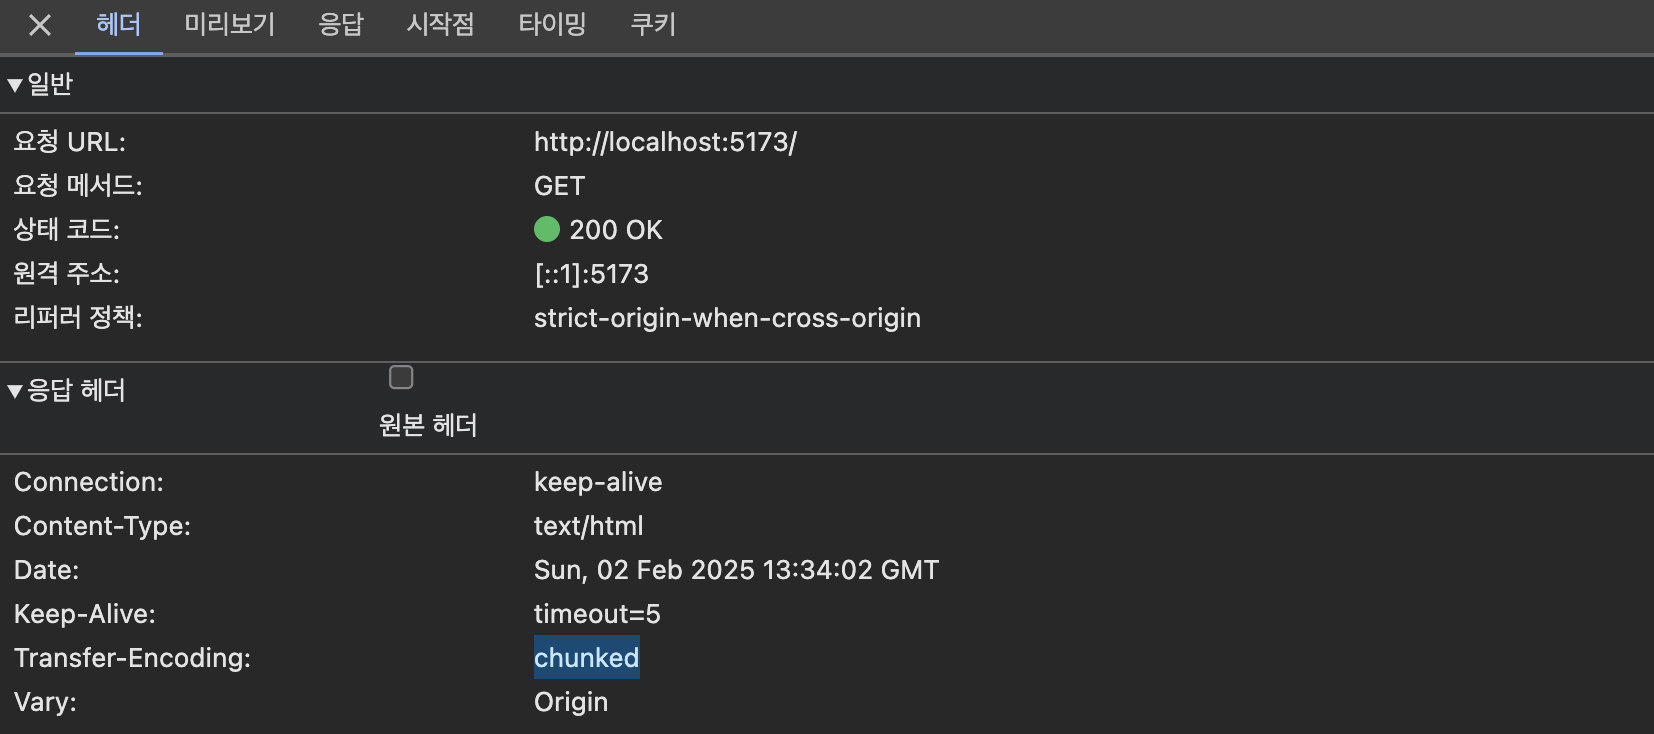 헤더 미리보기 응답 시작점 타이밍 쿠키
일반
요청 URL: http://localhost:5173/
요청 메서드: GET
상태 코드: 200 OK
원격 주소: [::1]:5173
리퍼러 정책: strict-origin-when-cross-origin
응답 헤더
원본 헤더
Connection: keep-alive
Content-Type: text/html
Date: Sun, 02 Feb 2025 13:34:02 GMT
Keep-Alive: timeout=5
Transfer-Encoding: chunked
Vary: Origin